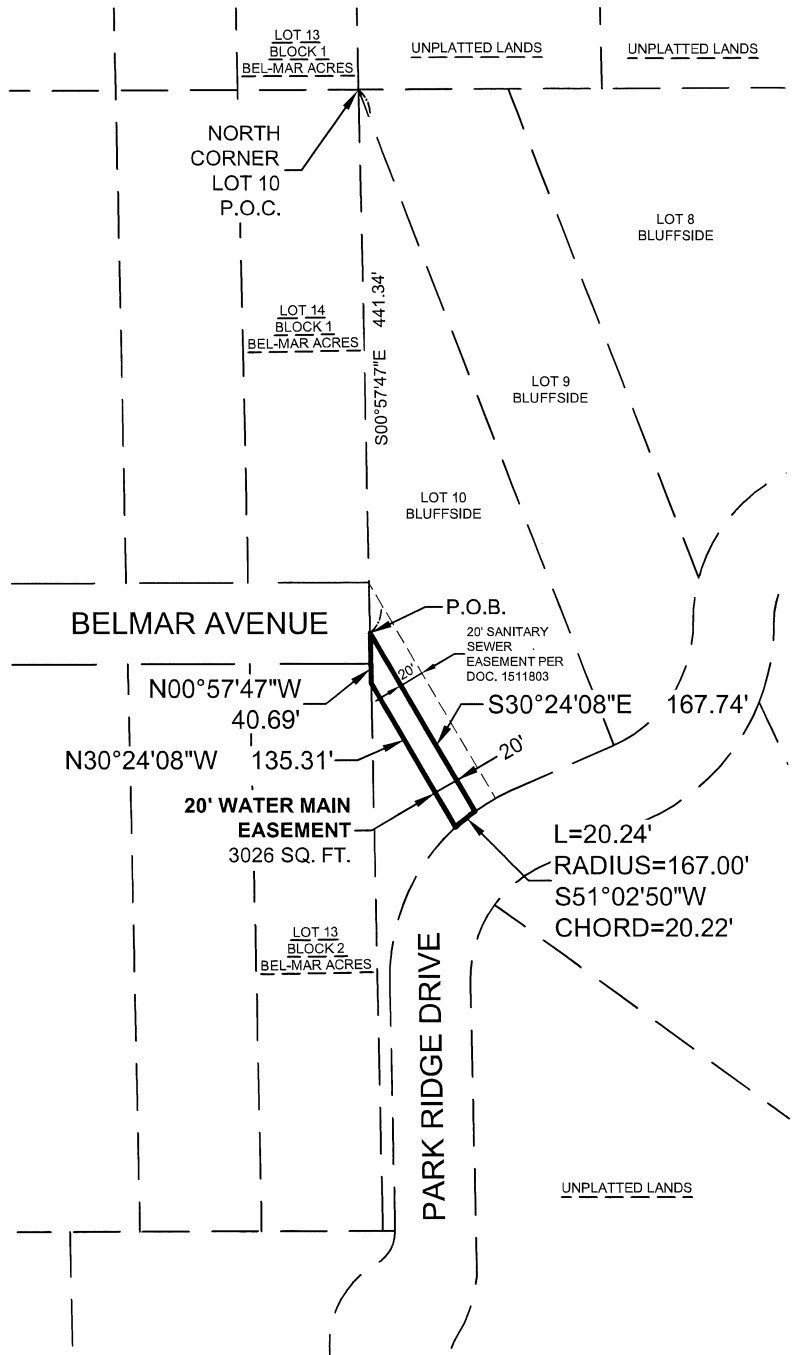 LOT 13
BLOCK 1
BEL-MAR ACRES
UNPLATTED LANDS
UNPLATTED LANDS
NORTH
CORNER
LOT 10
P.O.C.
LOT 8
BLUFFSIDE
S00°57'47"E 441.34'
LOT 14
BLOCK 1
BEL-MAR ACRES
LOT 9
BLUFFSIDE
LOT 10
BLUFFSIDE
BELMAR AVENUE
P.O.B.
20' SANITARY
SEWER
EASEMENT PER
DOC. 1511803
20'
N00°57'47"W
40.69'
S30°24'08"E 167.74'
N30°24'08"W 135.31'
20'
20' WATER MAIN
EASEMENT
3026 SQ. FT.
L=20.24'
RADIUS=167.00'
S51°02'50"W
CHORD=20.22'
LOT 13
BLOCK 2
BEL-MAR ACRES
PARK RIDGE DRIVE
UNPLATTED LANDS